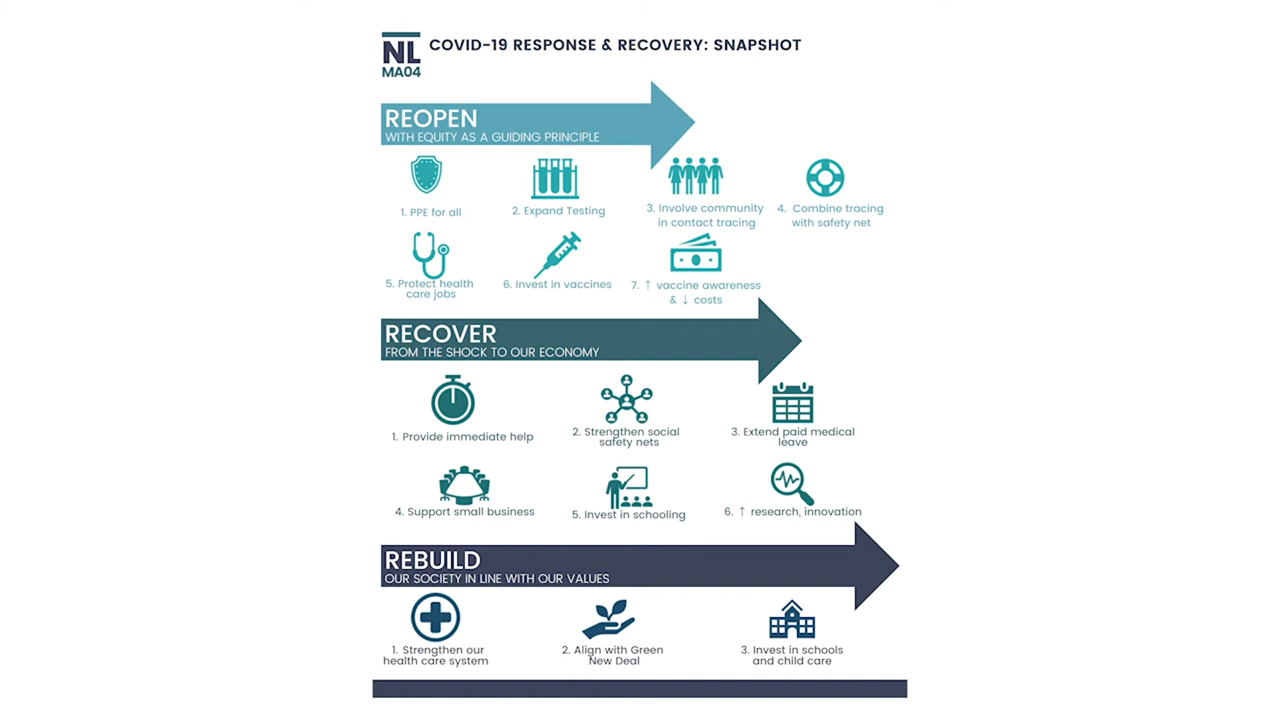 NL
MA04
COVID-19 RESPONSE & RECOVERY: SNAPSHOT
REOPEN
WITH EQUITY AS A GUIDING PRINCIPLE
1. PPE for all
2. Expand Testing
3. Involve community
in contact tracing
4. Combine tracing
with safety net
5. Protect health
care jobs
6. Invest in vaccines
7. ↑ vaccine awareness
& ↓ costs
RECOVER
FROM THE SHOCK TO OUR ECONOMY
1. Provide immediate help
2. Strengthen social
safety nets
3. Extend paid medical
leave
4. Support small business
5. Invest in schooling
6. ↑ research, innovation
REBUILD
OUR SOCIETY IN LINE WITH OUR VALUES
1. Strengthen our
health care system
2. Align with Green
New Deal
3. Invest in schools
and child care